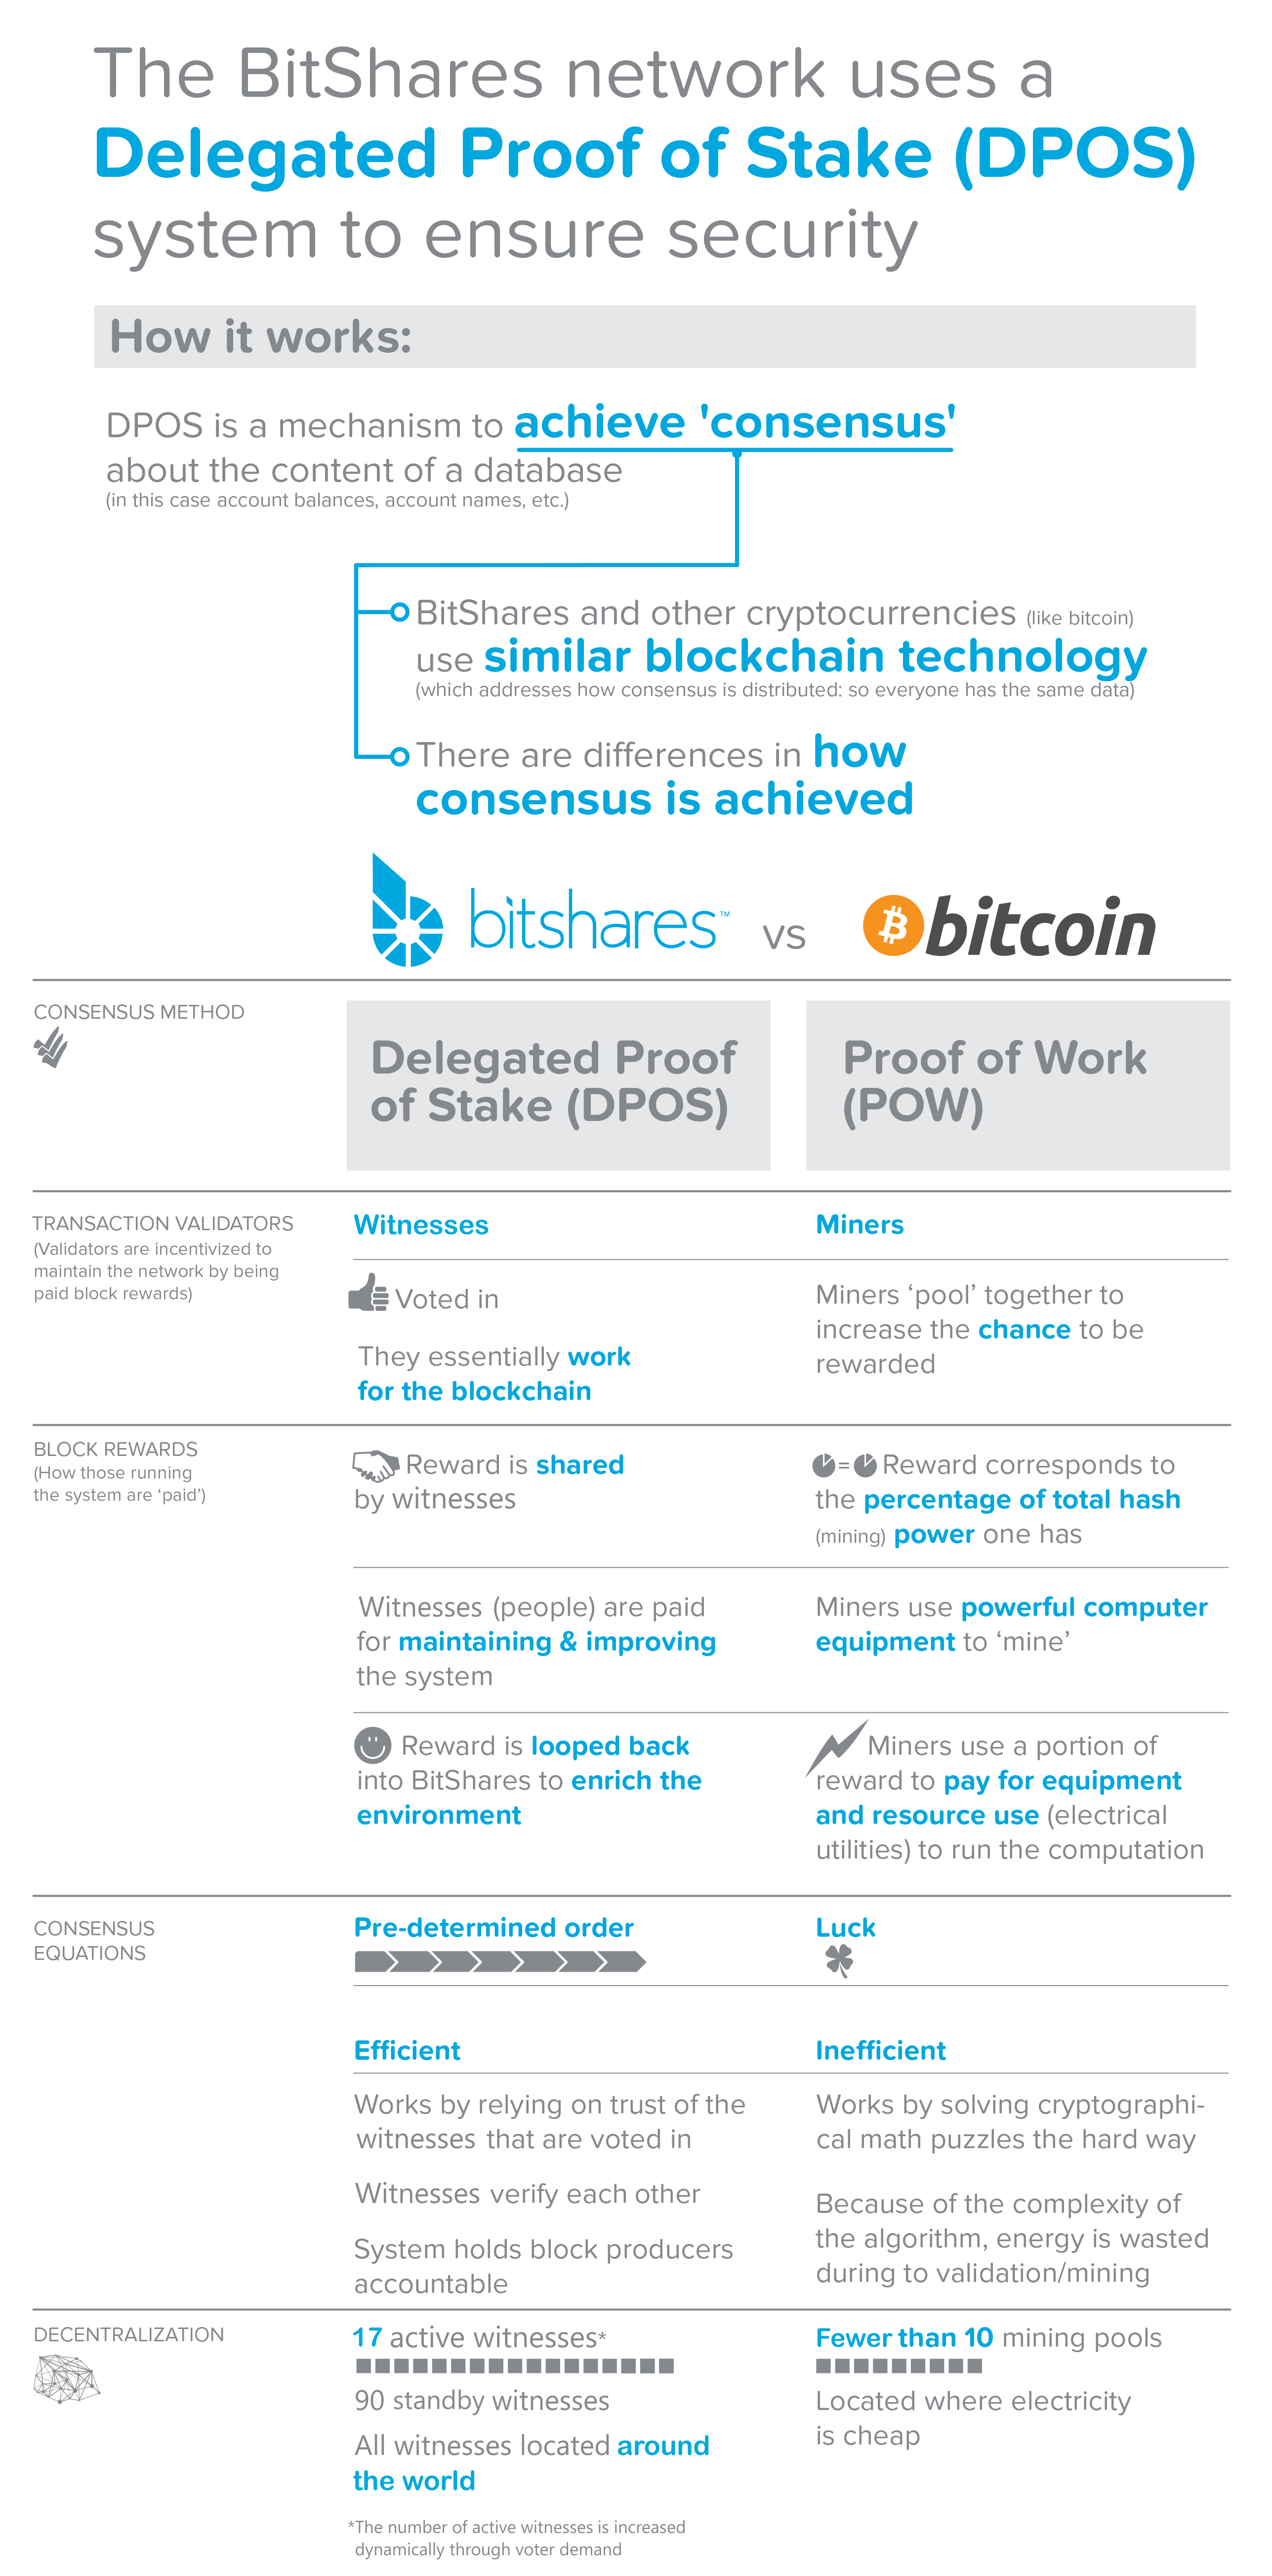 The BitShares network uses a
Delegated Proof of Stake (DPOS)
system to ensure security
How it works:
DPOS is a mechanism to achieve 'consensus'
about the content of a database
(in this case account balances, account names, etc.)
BitShares and other cryptocurrencies (like bitcoin)
use similar blockchain technology
(which addresses how consensus is distributed: so everyone has the same data)
There are differences in how
consensus is achieved
bitshares™ vs bitcoin
CONSENSUS METHOD
Delegated Proof
of Stake (DPOS)
Proof of Work
(POW)
TRANSACTION VALIDATORS
(Validators are incentivized to
maintain the network by being
paid block rewards)
Witnesses
Voted in
They essentially work
for the blockchain
Miners
Miners ‘pool’ together to
increase the chance to be
rewarded
BLOCK REWARDS
(How those running
the system are ‘paid’)
Reward is shared
by witnesses
= Reward corresponds to
the percentage of total hash
(mining) power one has
Witnesses (people) are paid
for maintaining & improving
the system
Miners use powerful computer
equipment to ‘mine’
Reward is looped back
into BitShares to enrich the
environment
Miners use a portion of
reward to pay for equipment
and resource use (electrical
utilities) to run the computation
CONSENSUS
EQUATIONS
Pre-determined order
Luck
Efficient
Works by relying on trust of the
witnesses that are voted in
Witnesses verify each other
System holds block producers
accountable
Inefficient
Works by solving cryptographi-
cal math puzzles the hard way
Because of the complexity of
the algorithm, energy is wasted
during to validation/mining
DECENTRALIZATION
17 active witnesses*
90 standby witnesses
All witnesses located around
the world
*The number of active witnesses is increased
dynamically through voter demand
Fewer than 10 mining pools
Located where electricity
is cheap